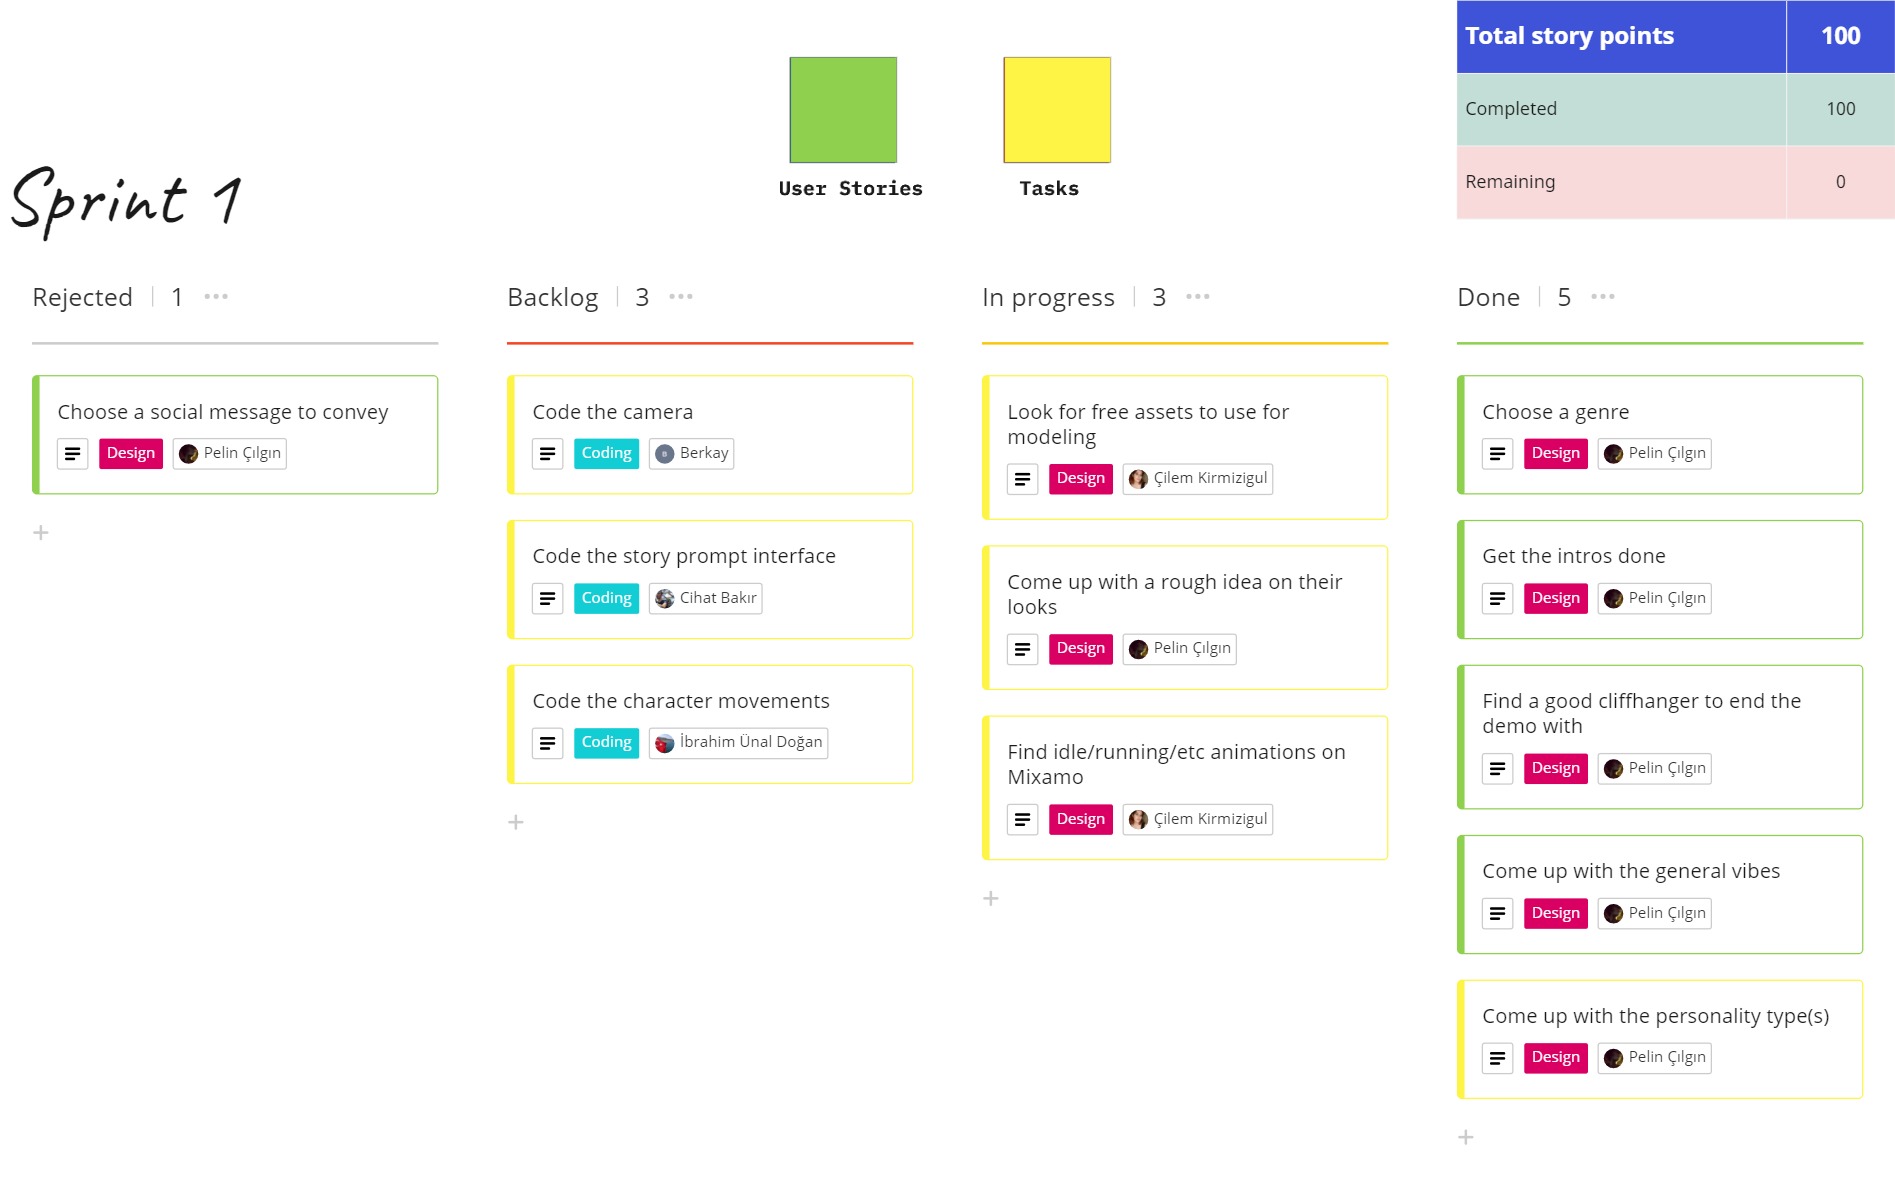 Total story points 100
Completed 100
Remaining 0
User Stories
Tasks
Sprint 1
Rejected 1
Choose a social message to convey
Design Pelin Çılgın
Backlog 3
Code the camera
Coding B Berkay
Code the story prompt interface
Coding Cihat Bakır
Code the character movements
Coding İbrahim Ünal Doğan
In progress 3
Look for free assets to use for
modeling
Design Çilem Kirmizigul
Come up with a rough idea on their
looks
Design Pelin Çılgın
Find idle/running/etc animations on
Mixamo
Design Çilem Kirmizigul
Done 5
Choose a genre
Design Pelin Çılgın
Get the intros done
Design Pelin Çılgın
Find a good cliffhanger to end the
demo with
Design Pelin Çılgın
Come up with the general vibes
Design Pelin Çılgın
Come up with the personality type(s)
Design Pelin Çılgın